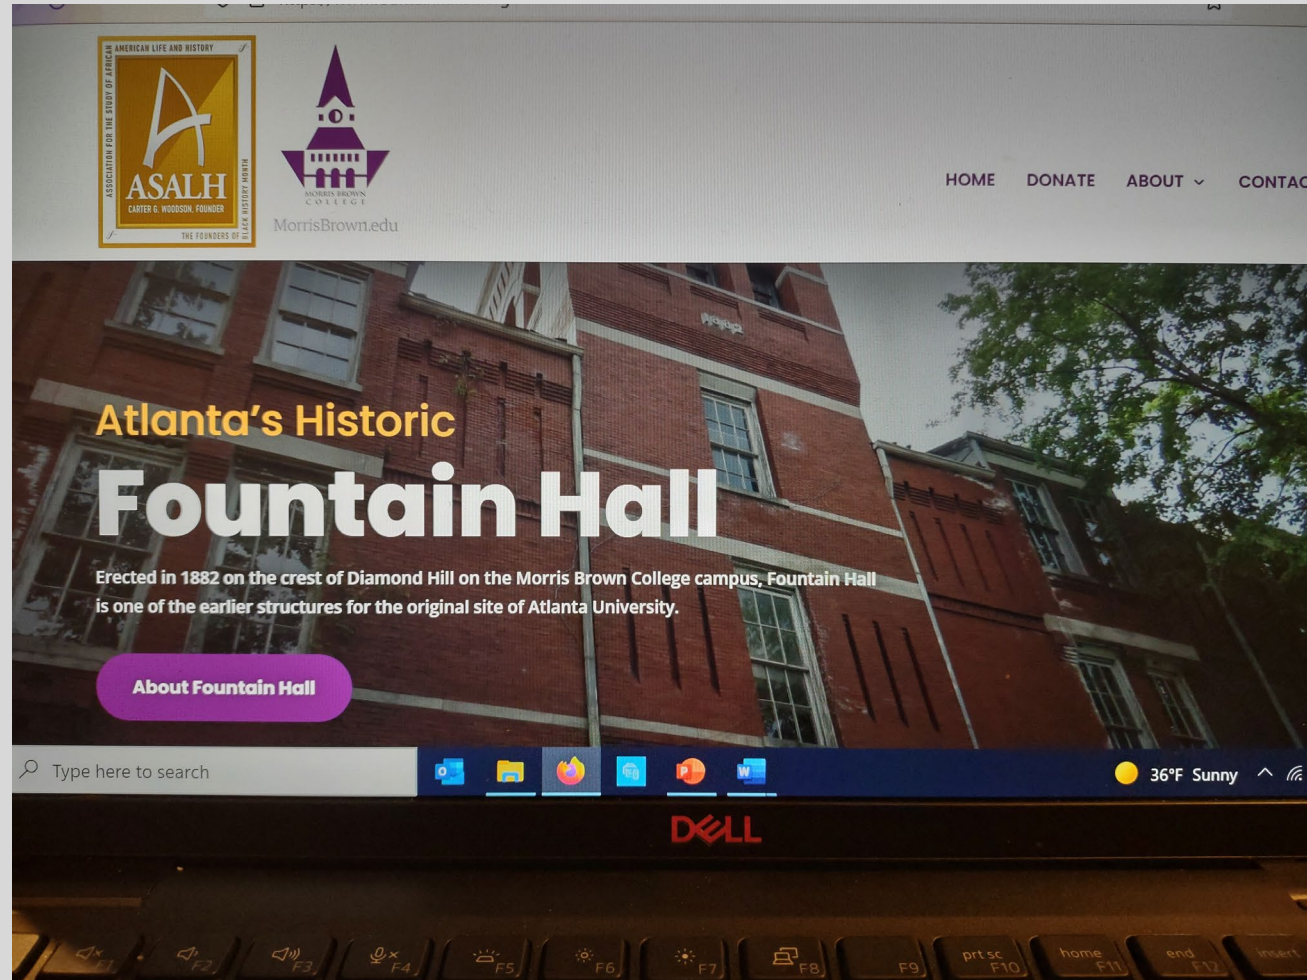 ASSOCIATION FOR THE STUDY OF AFRICAN
AMERICAN LIFE AND HISTORY
ASALH
CARTER G. WOODSON, FOUNDER
THE FOUNDERS OF
BLACK HISTORY MONTH
MORRIS BROWN
COLLEGE
MorrisBrown.edu
HOME DONATE ABOUT CONTAC
Atlanta's Historic
Fountain Hall
Erected in 1882 on the crest of Diamond Hill on the Morris Brown College campus, Fountain Hall
is one of the earlier structures for the original site of Atlanta University.
About Fountain Hall
Type here to search
36°F Sunny
DELL
F1 F2 F3 F4 F5 F6 F7 F8 F9 prt sc F10 home F11 end F12 insert